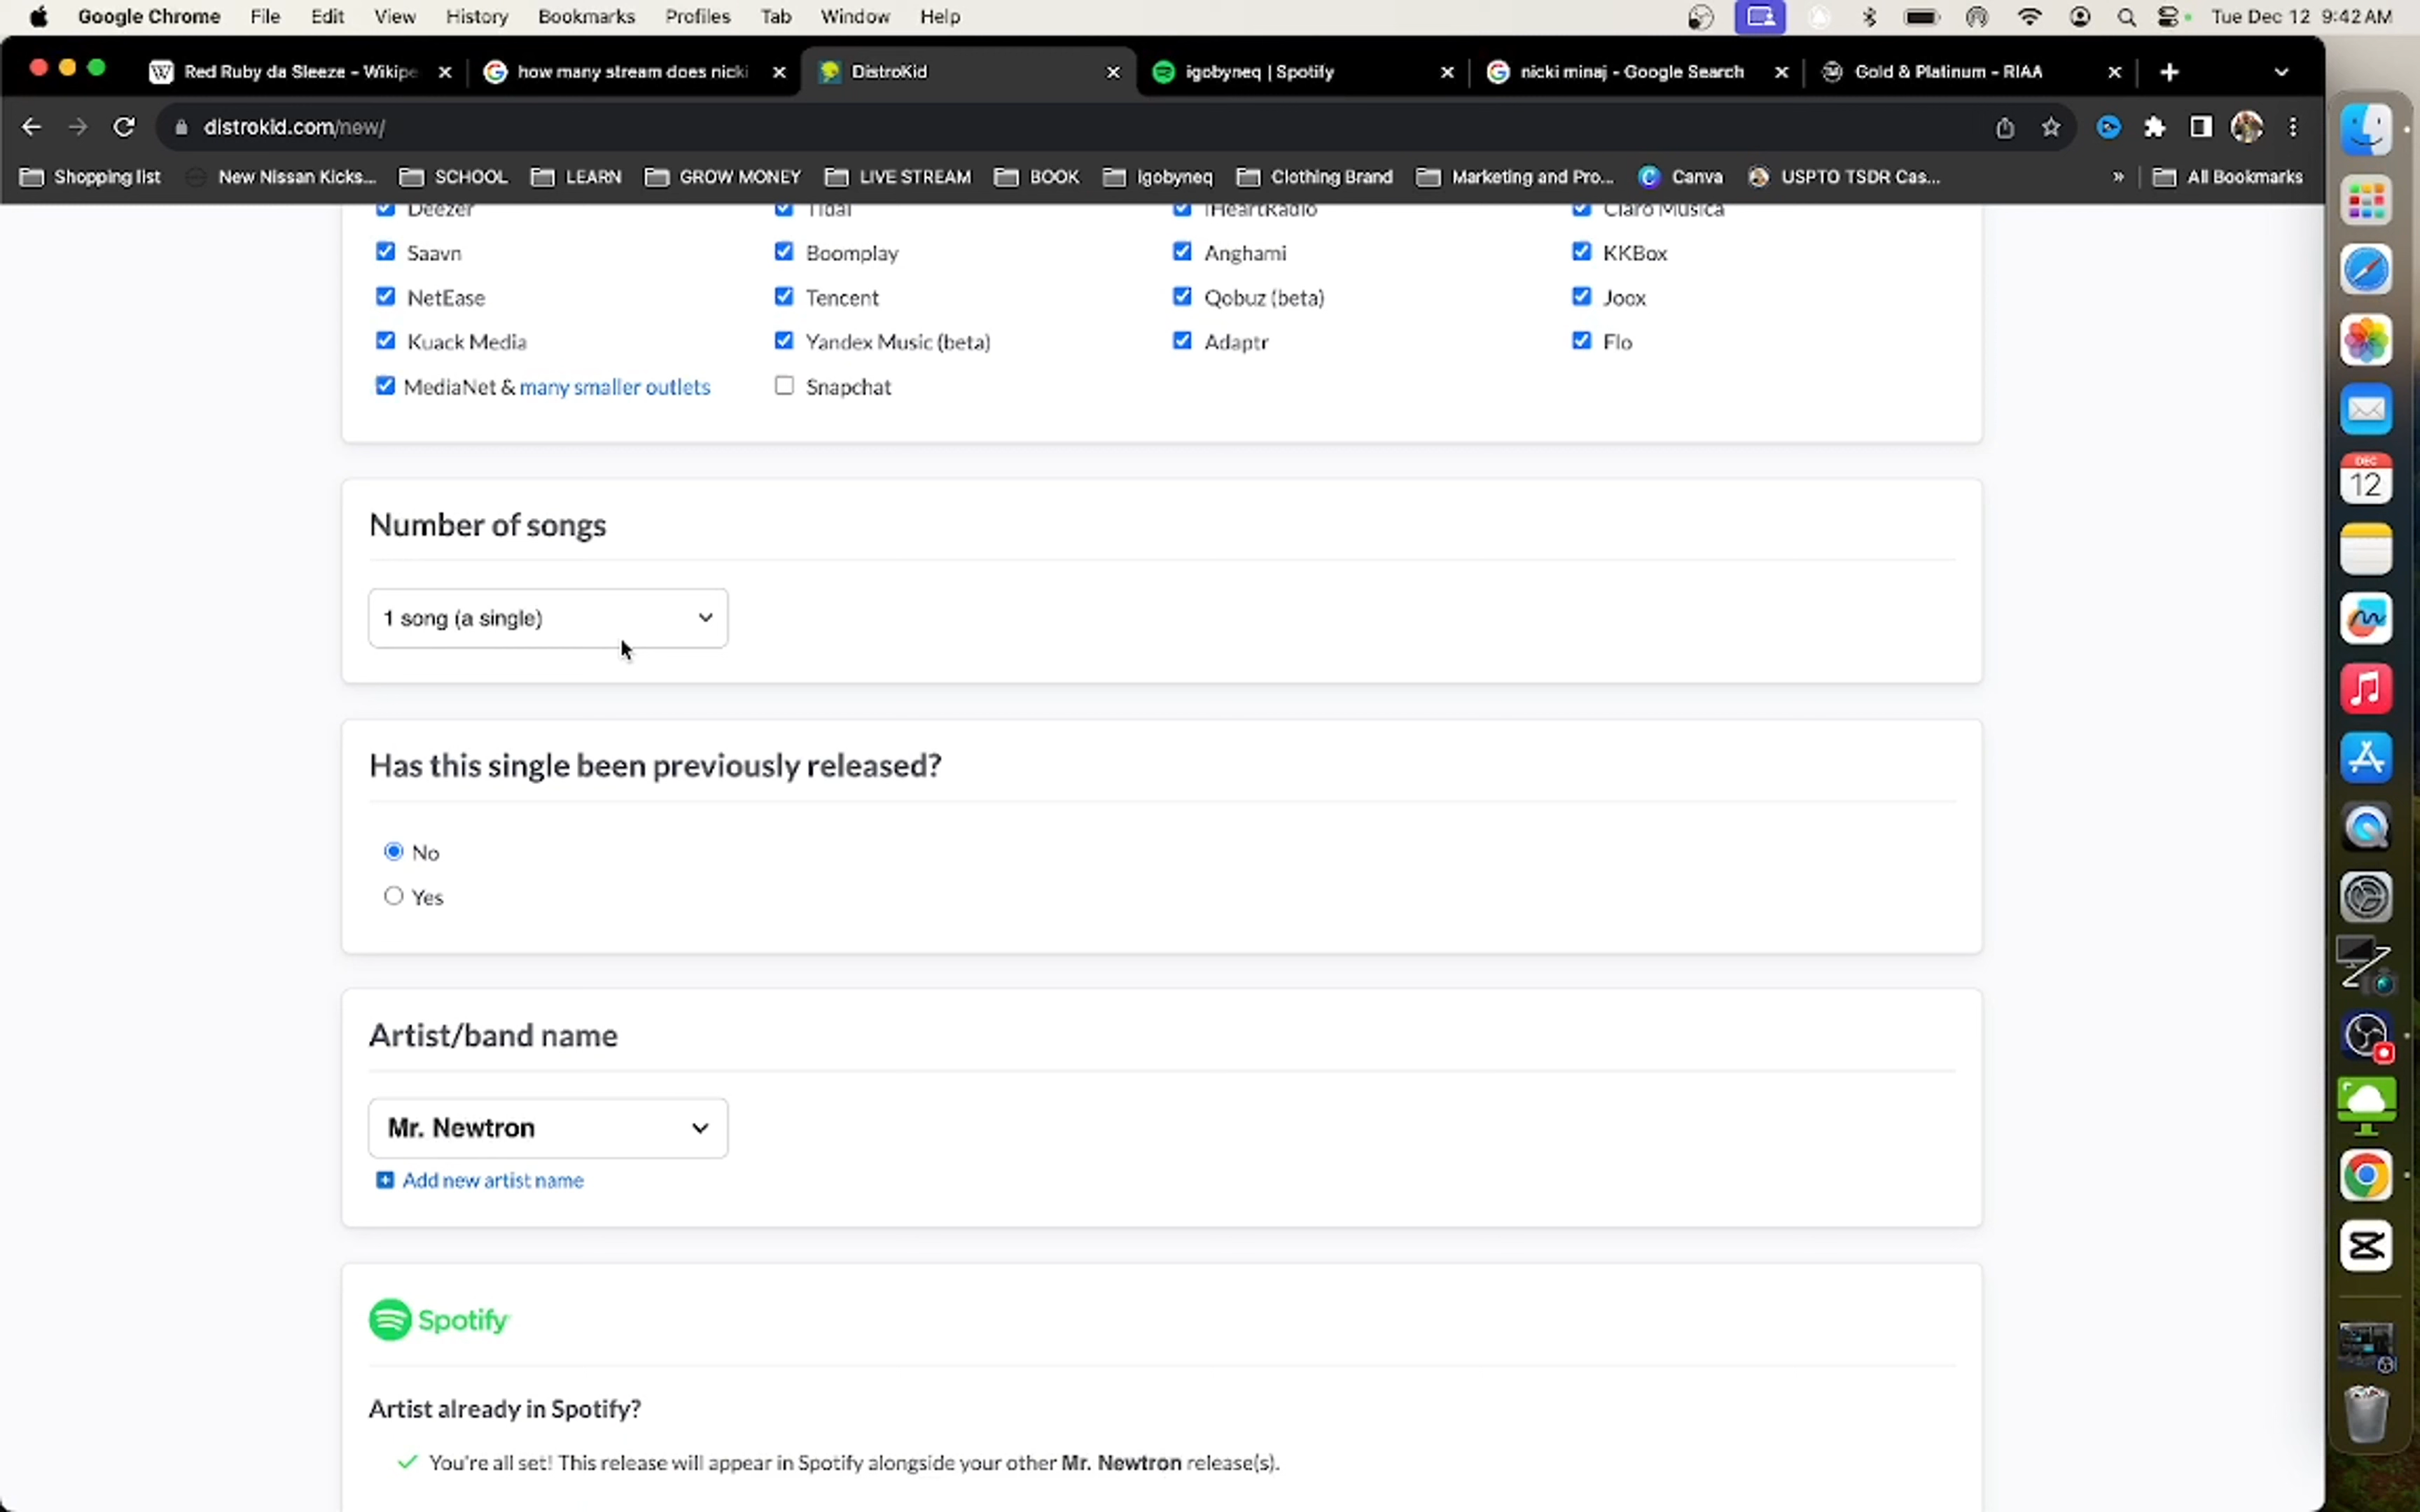 Google Chrome File Edit View History Bookmarks Profiles Tab Window Help Tue Dec 12 9:42 AM
Red Ruby da Sleeze – Wikipe how many stream does nicki DistroKid igobyneq | Spotify nicki minaj - Google Search Gold & Platinum - RIAA
distrokid.com/new/
Shopping list New Nissan Kicks... SCHOOL LEARN GROW MONEY LIVE STREAM BOOK Igobyneq Clothing Brand Marketing and Pro... Canva USPTO TSDR Cas... » All Bookmarks
Deezer Tidal iHeartRadio Claro Musica
Saavn Boomplay Anghami KKBox
NetEase Tencent Qobuz (beta) Joox
Kuack Media Yandex Music (beta) Adaptr Flo
MediaNet & many smaller outlets Snapchat
DEC
12
Number of songs
1 song (a single)
Has this single been previously released?
No
Yes
Artist/band name
Mr. Newtron
Add new artist name
Spotify
Artist already in Spotify?
You're all set! This release will appear in Spotify alongside your other Mr. Newtron release(s).